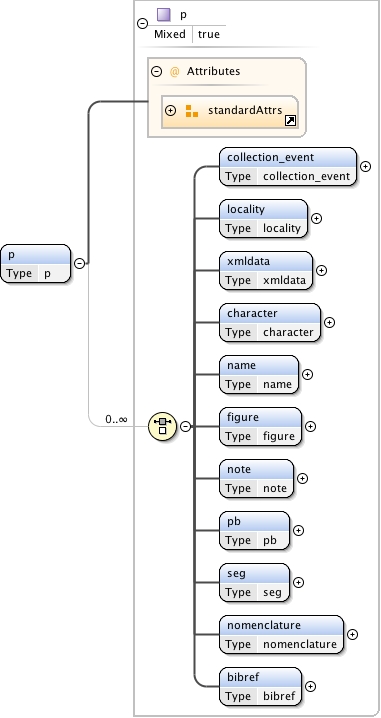 p
Mixed true
@ Attributes
standardAttrs
p
Type p
0..∞
collection_event
Type collection_event
locality
Type locality
xmldata
Type xmldata
character
Type character
name
Type name
figure
Type figure
note
Type note
pb
Type pb
seg
Type seg
nomenclature
Type nomenclature
bibref
Type bibref